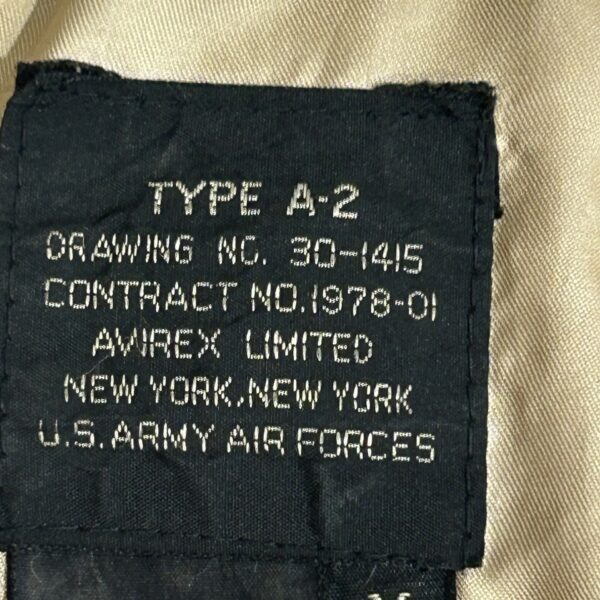 TYPE A-2
DRAWING NO. 30-1415
CONTRACT NO.1978-01
AVIREX LIMITED
NEW YORK.NEW YORK
U.S.ARMY AIR FORCES